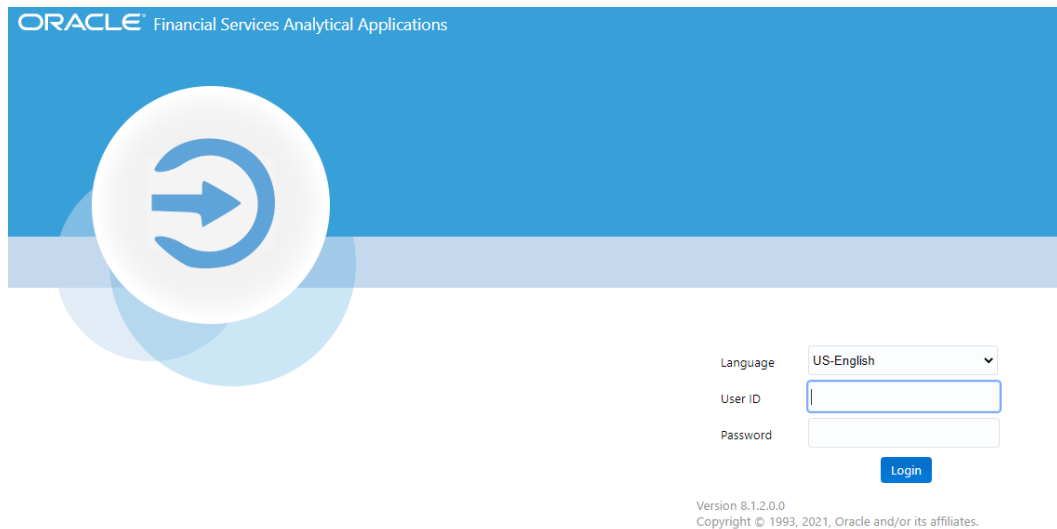 ORACLE® Financial Services Analytical Applications
Language US-English
User ID
Password
Login
Version 8.1.2.0.0
Copyright © 1993, 2021, Oracle and/or its affiliates.